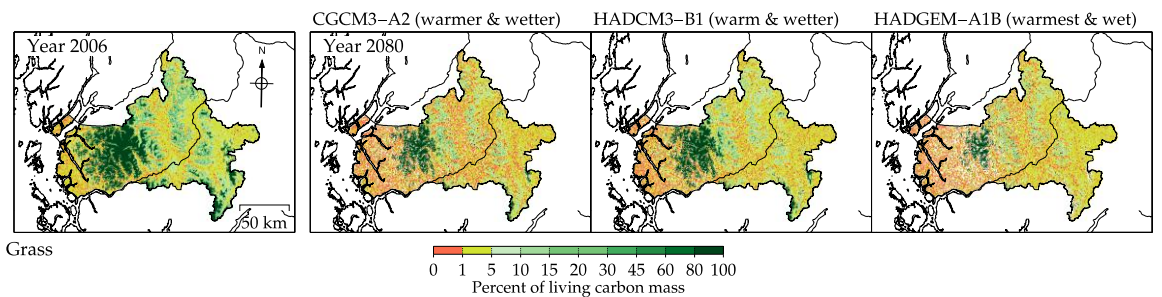 CGCM3−A2 (warmer & wetter)
HADCM3−B1 (warm & wetter)
HADGEM−A1B (warmest & wet)
Year 2006
N
Year 2080
50 km
Grass
0 1 5 10 15 20 30 45 60 80 100
Percent of living carbon mass